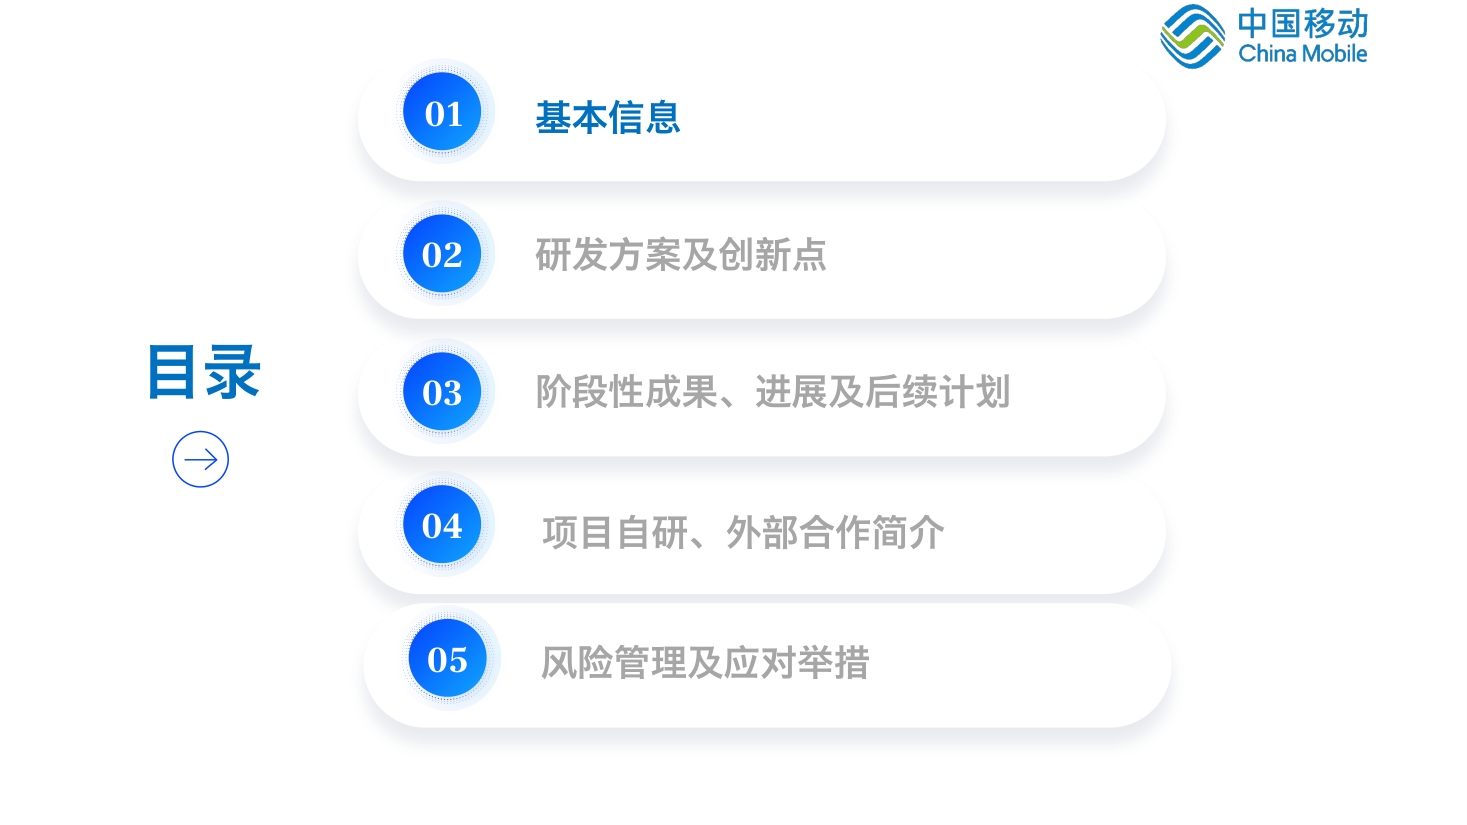 中国移动
China Mobile
目录
01
基本信息
02
研发方案及创新点
03
阶段性成果、进展及后续计划
04
项目自研、外部合作简介
05
风险管理及应对举措